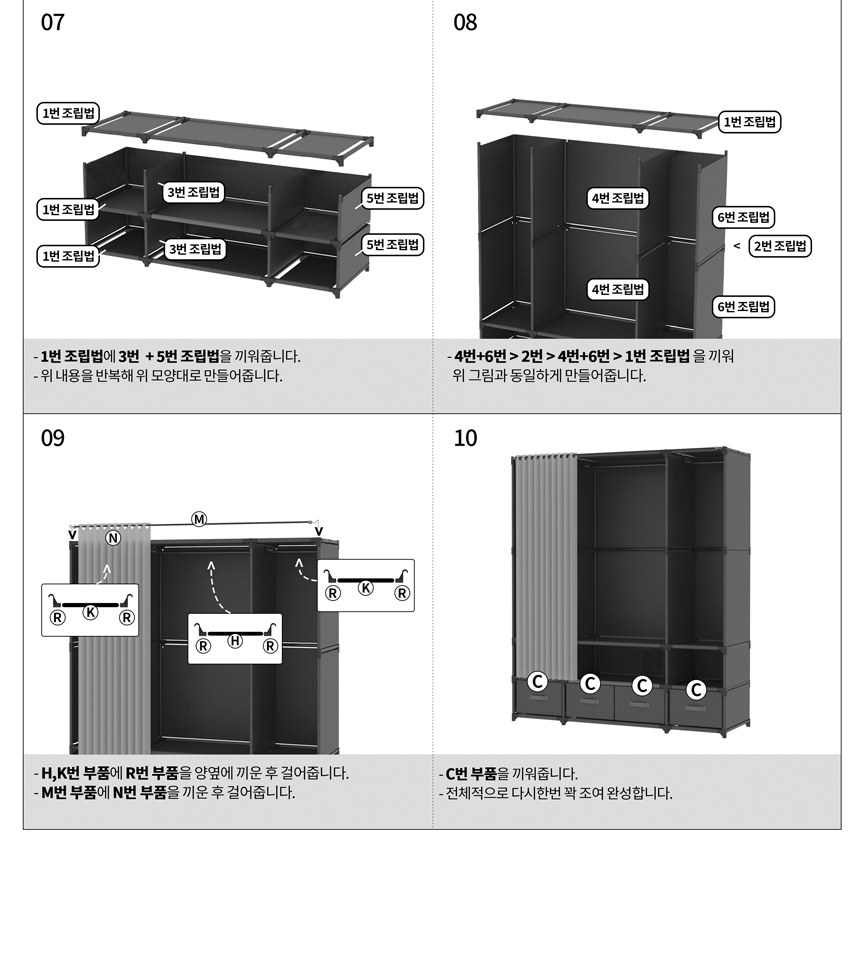 07
1번 조립법
3번 조립법
5번 조립법
1번 조립법
3번 조립법
5번 조립법
1번 조립법
- 1번 조립법에 3번 + 5번 조립법을 끼워줍니다.
- 위 내용을 반복해 위 모양대로 만들어줍니다.
08
1번 조립법
4번 조립법
6번 조립법
< 2번 조립법
4번 조립법
6번 조립법
- 4번+6번 > 2번 > 4번+6번 > 1번 조립법 을 끼워
위 그림과 동일하게 만들어줍니다.
09
M
N
K
R R
K
R R
H
R R
- H,K번 부품에 R번 부품을 양옆에 끼운 후 걸어줍니다.
- M번 부품에 N번 부품을 끼운 후 걸어줍니다.
10
C C C C
- C번 부품을 끼워줍니다.
- 전체적으로 다시한번 꽉 조여 완성합니다.